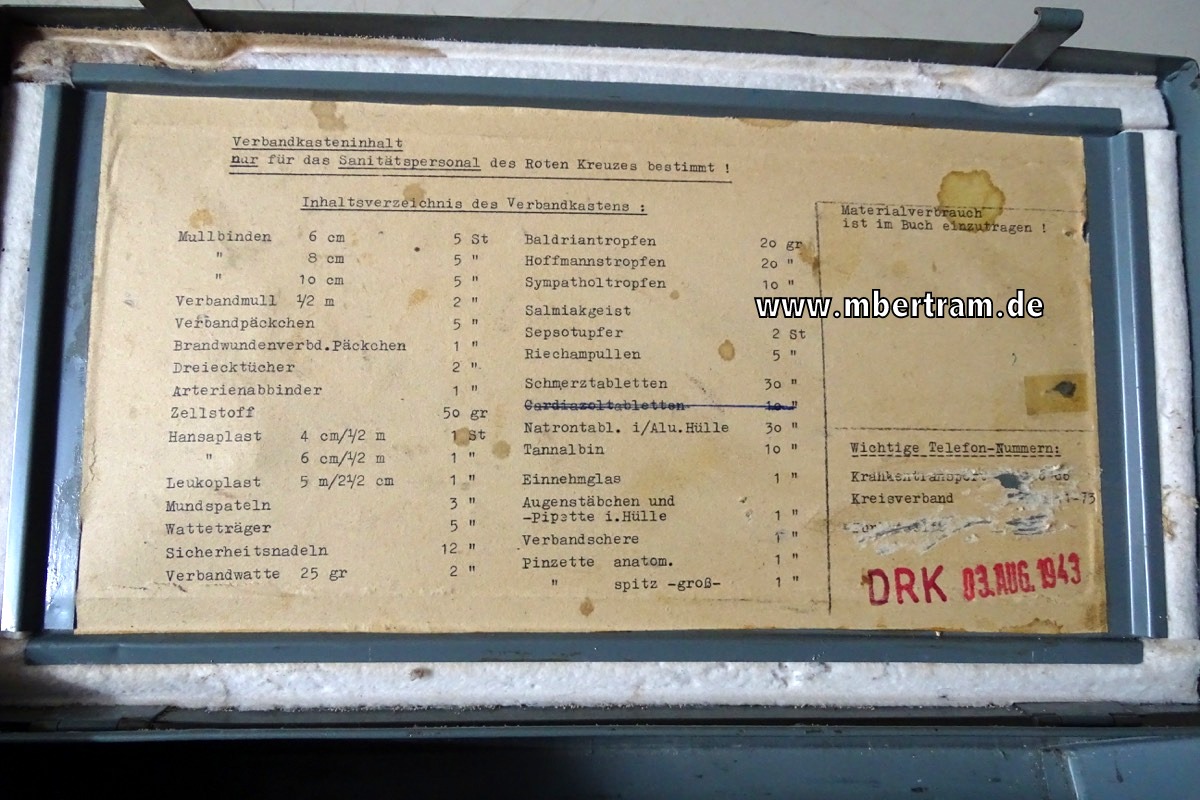 Verbandkasteninhalt
nur für das Sanitätspersonal des Roten Kreuzes bestimmt !
Inhaltsverzeichnis des Verbandkastens :
Mullbinden 6 cm 5 St
" 8 cm 5 "
" 10 cm 5 "
Verbandmull 1/2 m 2 "
Verbandpäckchen 5 "
Brandwundenverbd.Päckchen 1 "
Dreiecktücher 2 "
Arterienabbinder 1 "
Zellstoff 50 gr
Hansaplast 4 cm/1/2 m 1 St
" 6 cm/1/2 m 1 "
Leukoplast 5 m/21/2 cm 1 "
Mundspateln 3 "
Watteträger 5 "
Sicherheitsnadeln 12 "
Verbandwatte 25 gr 2 "
Baldriantropfen 20 gr
Hoffmannstropfen 20 "
Sympatholtropfen 10 "
Salmiakgeist
Sepsotupfer 2 St
Riechampullen 5 "
Schmerztabletten 30 "
Cardiazoltabletten 10 "
Natrontabl. i/Alu.Hülle 30 "
Tannalbin 10 "
Einnehmglas 1 "
Augenstäbchen und
-Pipette i.Hülle 1 "
Verbandschere 1 "
Pinzette anatom. 1 "
" spitz -groß- 1 "
Materialverbrauch
ist im Buch einzutragen !
www.mbertram.de
Wichtige Telefon-Nummern:
Krankentransport
Kreisverband 1-73
DRK 03.AUG.1943